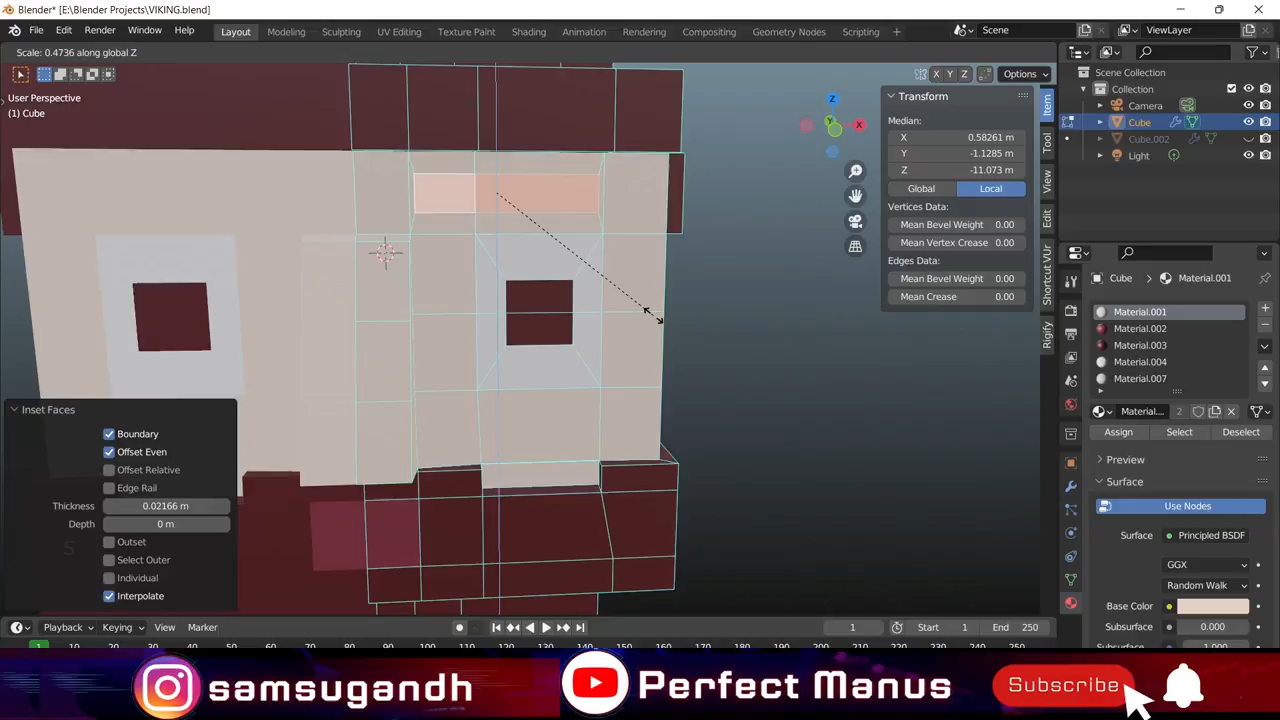 Blender* [E:\Blender Projects\VIKING.blend]
File Edit Render Window Help Layout Modeling Sculpting UV Editing Texture Paint Shading Animation Rendering Compositing Geometry Nodes Scripting + Scene ViewLayer
Scale: 0.4736 along global Z
X Y Z Options
User Perspective
(1) Cube
Z
X
Y
Transform
Median:
X 0.58261 m
Y -1.1285 m
Z -11.073 m
Global Local
Vertices Data:
Mean Bevel Weight 0.00
Mean Vertex Crease 0.00
Edges Data:
Mean Bevel Weight 0.00
Mean Crease 0.00
Item
Tool
View
Edit
Shortcut VUr
Rigify
Scene Collection
Collection
Camera
Cube
Cube.002
Light
Cube Material.001
Material.001
Material.002
Material.003
Material.004
Material.007
Material... 2
Assign Select Deselect
Preview
Surface
Use Nodes
Surface Principled BSDF
GGX
Random Walk
Base Color
Subsurface 0.000
Inset Faces
Boundary
Offset Even
Offset Relative
Edge Rail
Thickness 0.02166 m
Depth 0 m
Outset
Select Outer
Individual
Interpolate
S
Playback Keying View Marker 1 Start 1 End 250
1 10 20 30 40 50 60 70 80 90 100 110 120 130 140 150 160 170 180 190 200 210 220 230 240 250
samsugandh Perfect Manus Subscribe